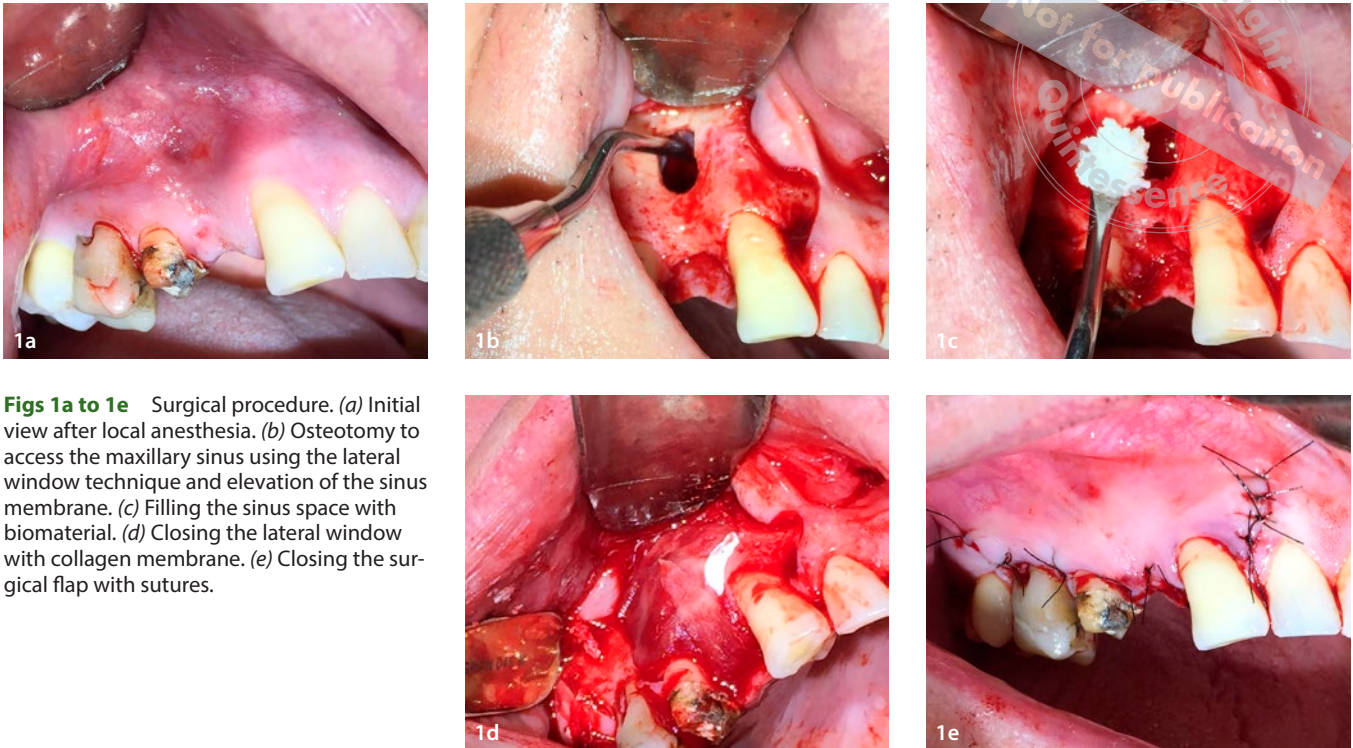 1a
1b
1c
Not for Publication
Quintessence
Figs 1a to 1e Surgical procedure. (a) Initial
view after local anesthesia. (b) Osteotomy to
access the maxillary sinus using the lateral
window technique and elevation of the sinus
membrane. (c) Filling the sinus space with
biomaterial. (d) Closing the lateral window
with collagen membrane. (e) Closing the sur-
gical flap with sutures.
1d
1e